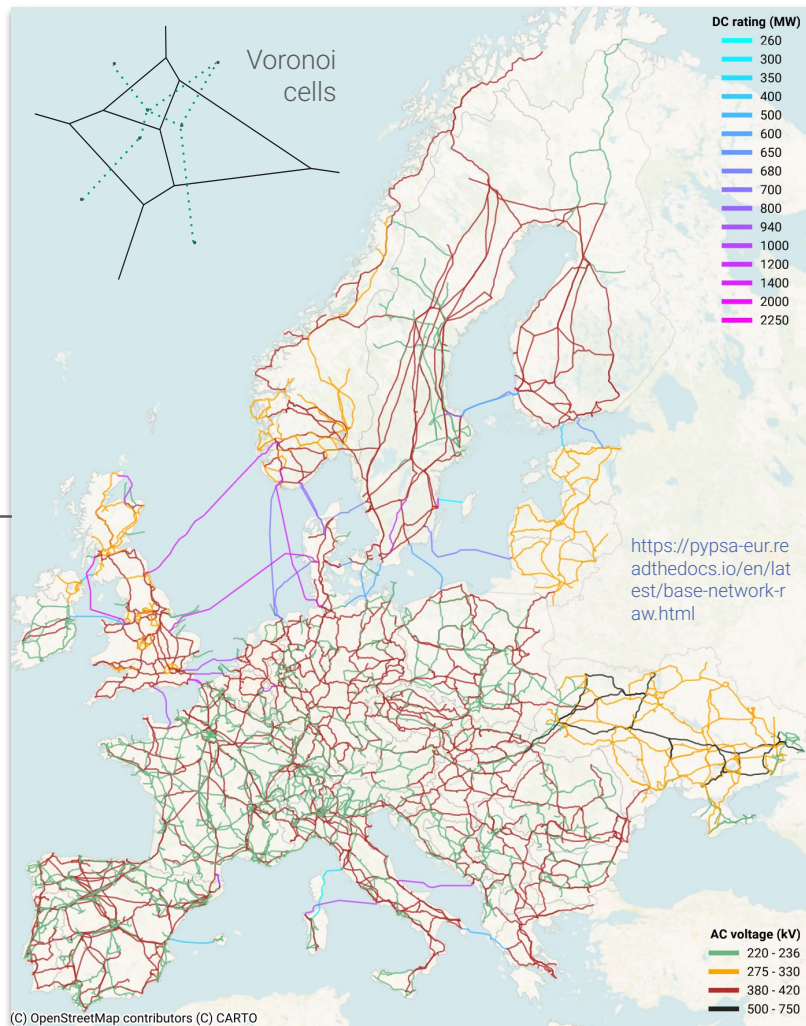 Voronoi
cells
DC rating (MW)
260
300
350
400
500
600
650
680
700
800
940
1000
1200
1400
2000
2250
https://pypsa-eur.re
adthedocs.io/en/lat
est/base-network-r
aw.html
AC voltage (kV)
220 - 236
275 - 330
380 - 420
500 - 750
(C) OpenStreetMap contributors (C) CARTO